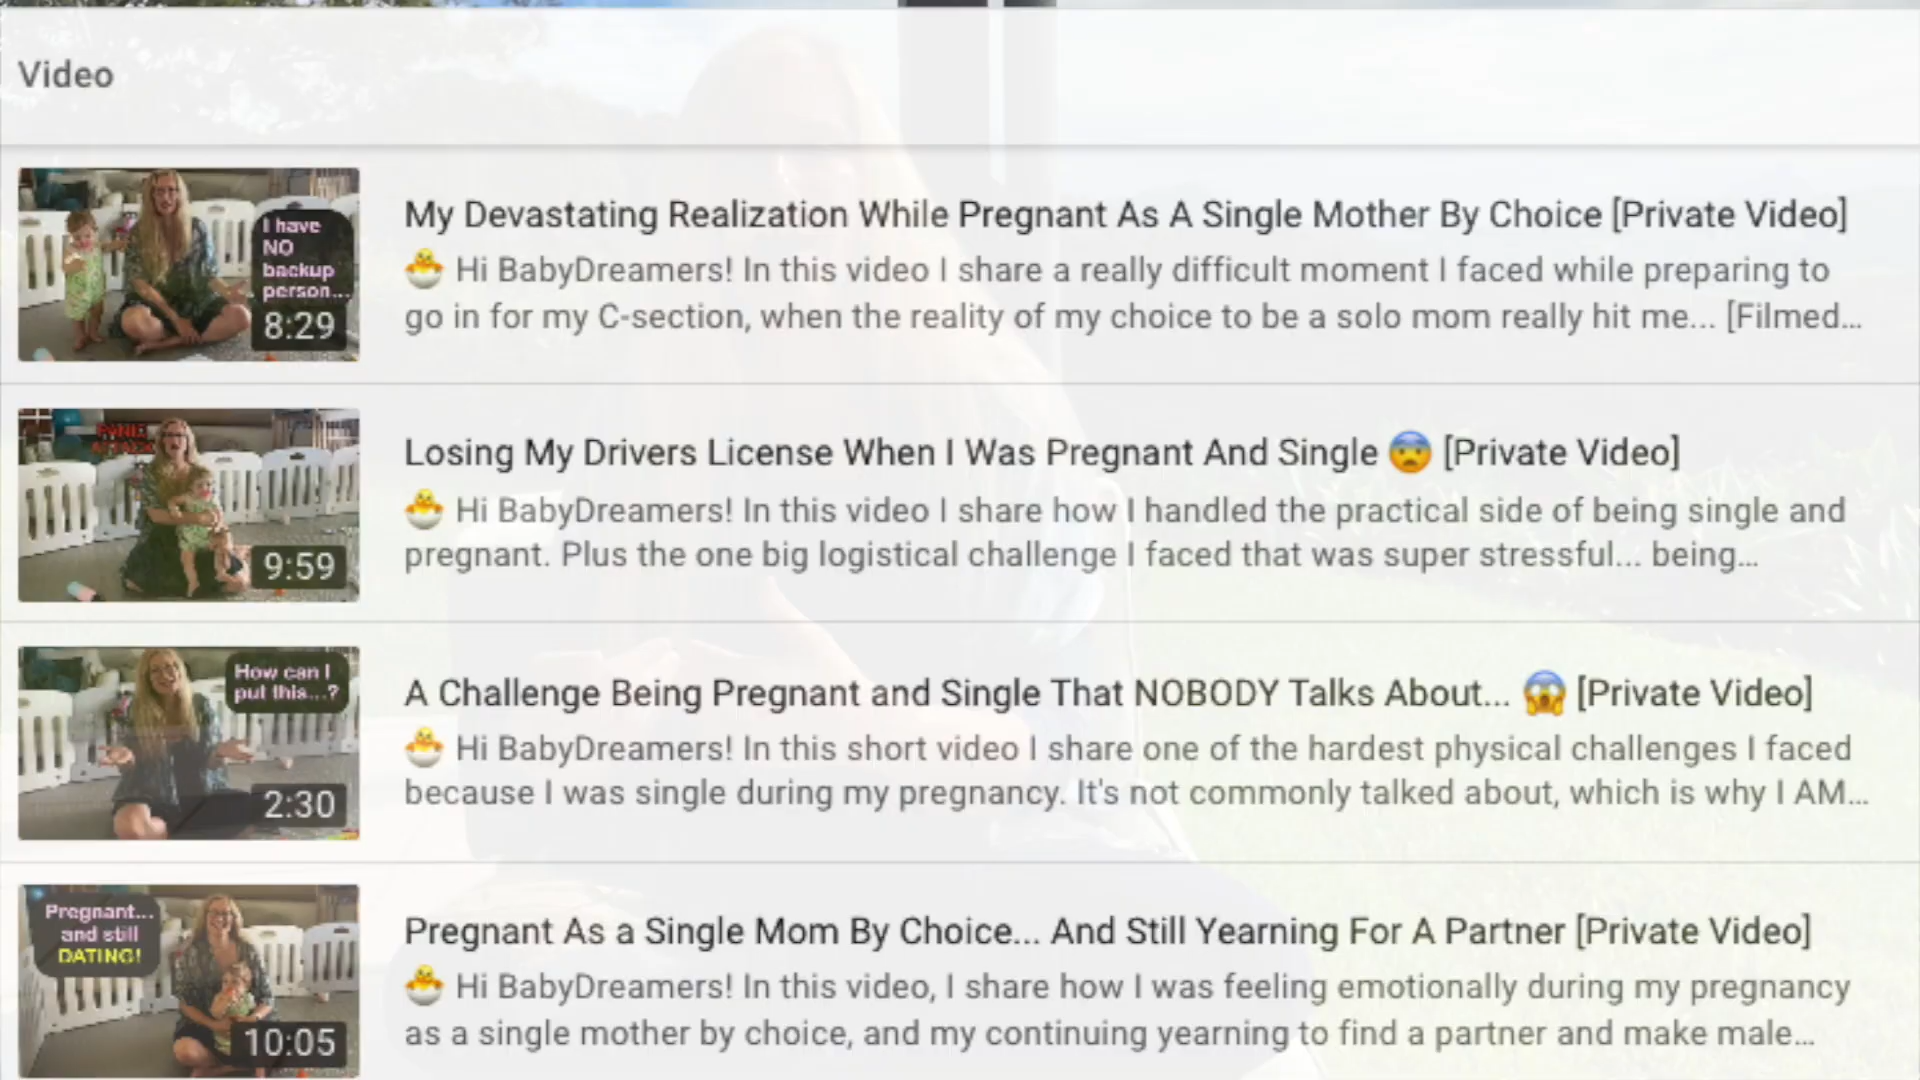 Video
I have
NO
backup
person...
8:29
My Devastating Realization While Pregnant As A Single Mother By Choice [Private Video]
🐣 Hi BabyDreamers! In this video I share a really difficult moment I faced while preparing to
go in for my C-section, when the reality of my choice to be a solo mom really hit me... [Filmed...
PANIC
ATTACK
9:59
Losing My Drivers License When I Was Pregnant And Single 😨 [Private Video]
🐣 Hi BabyDreamers! In this video I share how I handled the practical side of being single and
pregnant. Plus the one big logistical challenge I faced that was super stressful... being...
How can I
put this...?
2:30
A Challenge Being Pregnant and Single That NOBODY Talks About... 😱 [Private Video]
🐣 Hi BabyDreamers! In this short video I share one of the hardest physical challenges I faced
because I was single during my pregnancy. It's not commonly talked about, which is why I AM...
Pregnant...
and still
DATING!
10:05
Pregnant As a Single Mom By Choice... And Still Yearning For A Partner [Private Video]
🐣 Hi BabyDreamers! In this video, I share how I was feeling emotionally during my pregnancy
as a single mother by choice, and my continuing yearning to find a partner and make male...